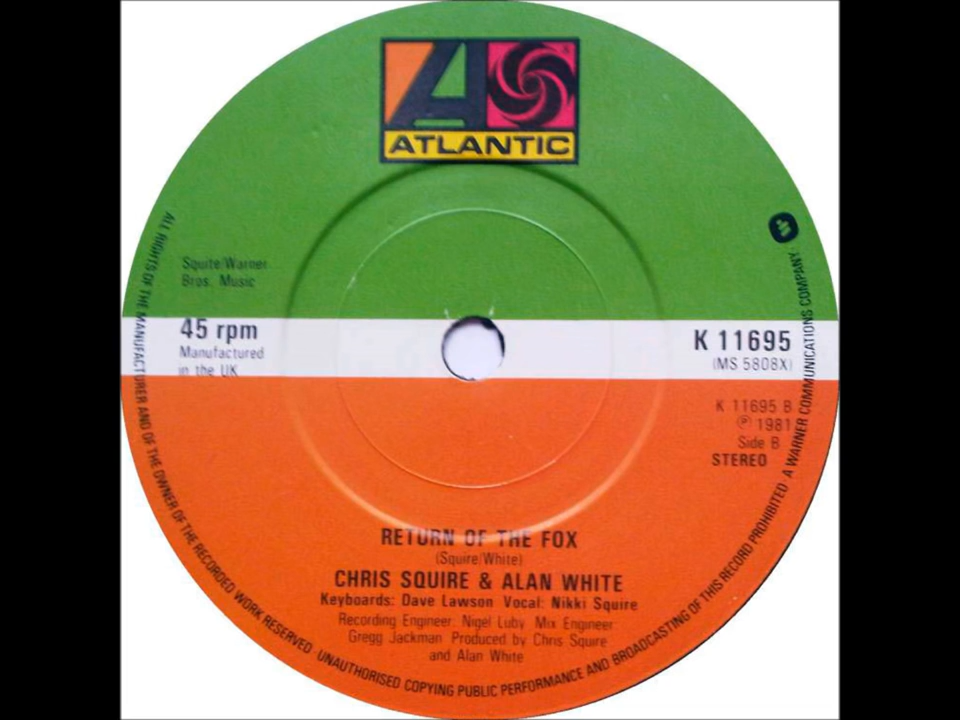 ATLANTIC
Squire/Warner
Bros. Music
45 rpm
Manufactured
in the UK
K 11695
(MS 5808X)
K 11695 B
℗ 1981
Side B
STEREO
RETURN OF THE FOX
(Squire/White)
CHRIS SQUIRE & ALAN WHITE
Keyboards: Dave Lawson Vocal: Nikki Squire
Recording Engineer: Nigel Luby Mix Engineer:
Gregg Jackman Produced by Chris Squire
and Alan White
ALL RIGHTS OF THE MANUFACTURER AND OF THE OWNER OF THE RECORDED WORK RESERVED · UNAUTHORISED COPYING PUBLIC PERFORMANCE AND BROADCASTING OF THIS RECORD PROHIBITED · A WARNER COMMUNICATIONS COMPANY ·